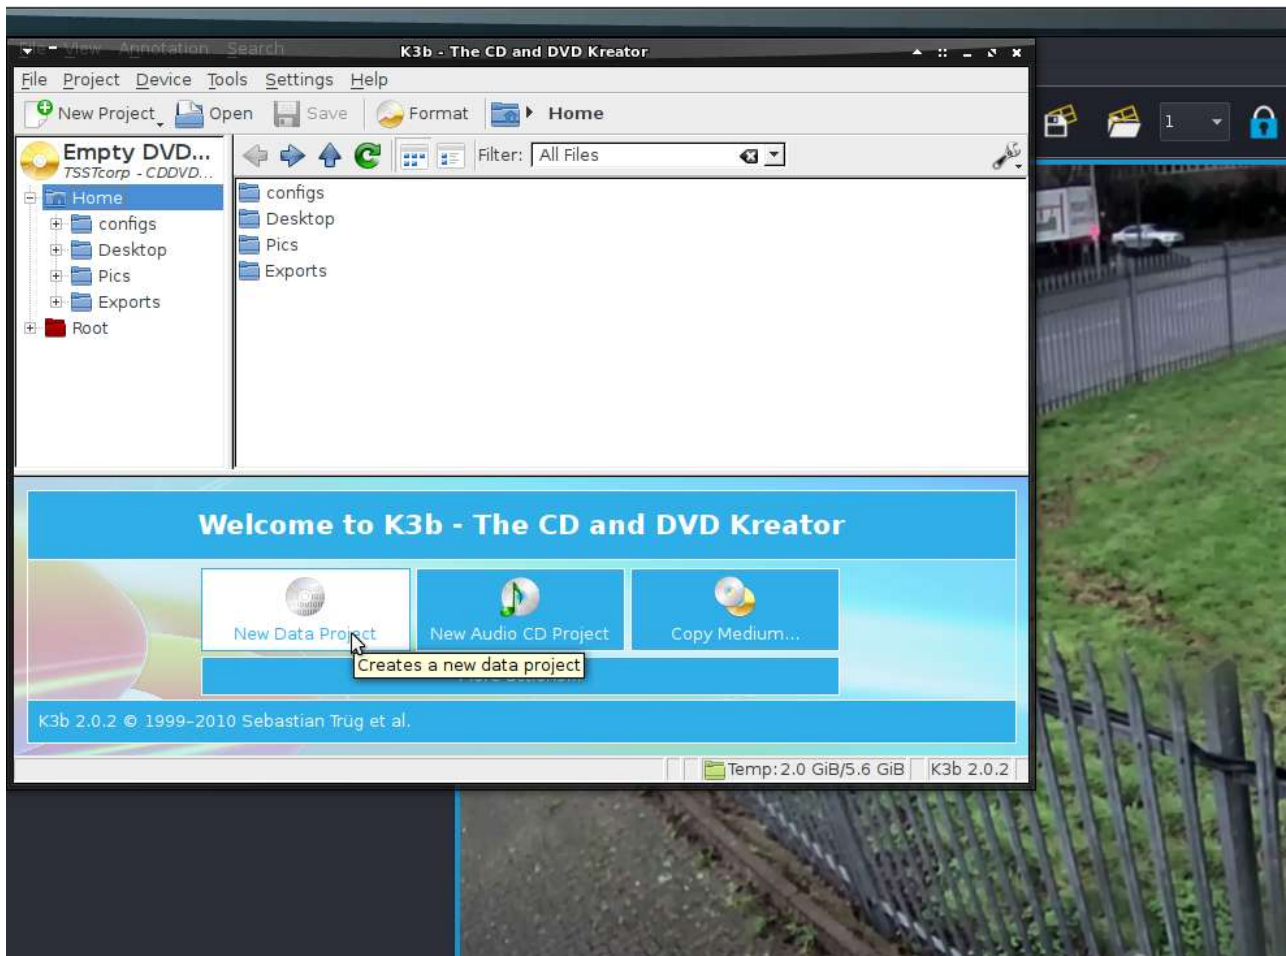 File View Annotation Search
K3b - The CD and DVD Kreator
File Project Device Tools Settings Help
New Project Open Save Format Home
1
Empty DVD...
TSSTcorp - CDDVD...
Filter: All Files
Home
configs
Desktop
Pics
Exports
Root
configs
Desktop
Pics
Exports
Welcome to K3b - The CD and DVD Kreator
New Data Project New Audio CD Project Copy Medium...
Creates a new data project
K3b 2.0.2 © 1999–2010 Sebastian Trüg et al.
Temp: 2.0 GiB/5.6 GiB K3b 2.0.2